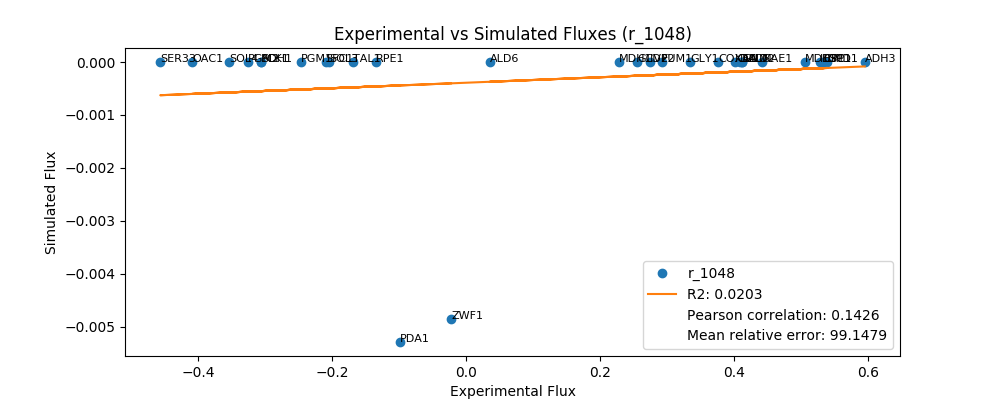 Experimental vs Simulated Fluxes (r_1048)
0.000
−0.001
−0.002
−0.003
−0.004
−0.005
Simulated Flux
SER33
OAC1
ALD6
RPE1
GLY1
ADH3
ZWF1
PDA1
r_1048
R2: 0.0203
Pearson correlation: 0.1426
Mean relative error: 99.1479
−0.4
−0.2
0.0
0.2
0.4
0.6
Experimental Flux